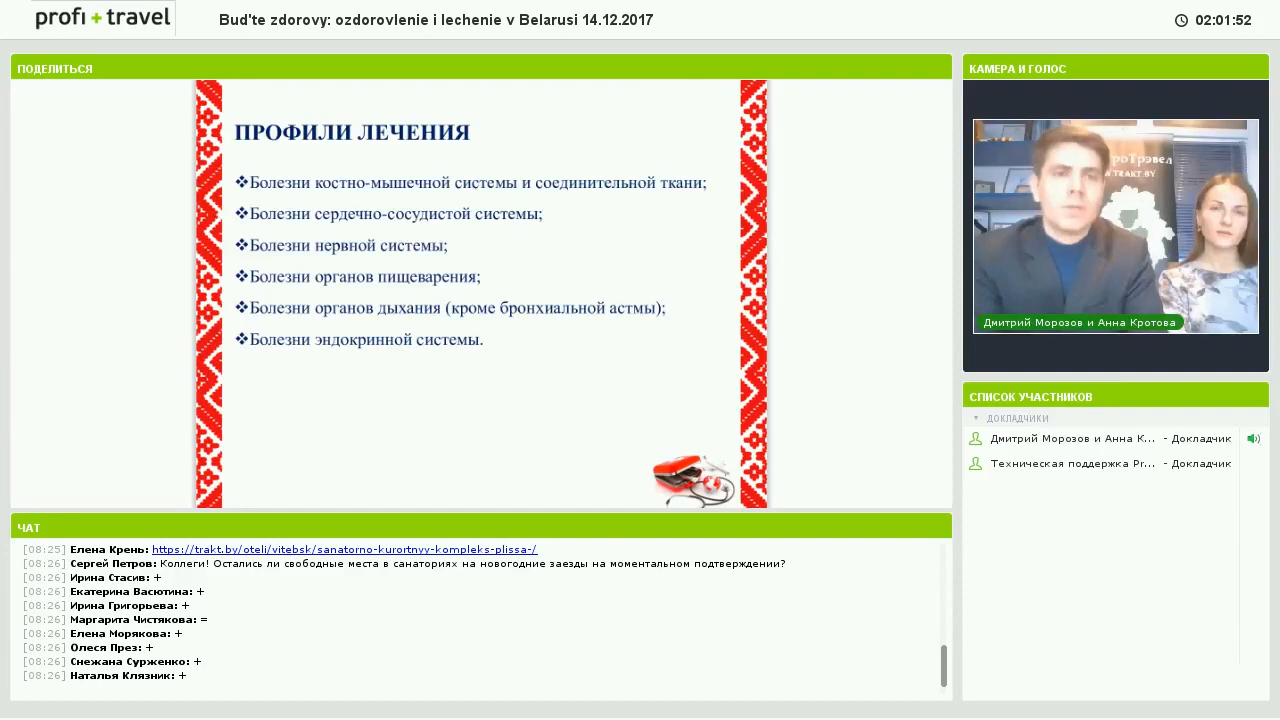 profi + travel
Bud'te zdorovy: ozdorovlenie i lechenie v Belarusi 14.12.2017
02:01:52
ПОДЕЛИТЬСЯ
ПРОФИЛИ ЛЕЧЕНИЯ
❖Болезни костно-мышечной системы и соединительной ткани;
❖Болезни сердечно-сосудистой системы;
❖Болезни нервной системы;
❖Болезни органов пищеварения;
❖Болезни органов дыхания (кроме бронхиальной астмы);
❖Болезни эндокринной системы.
КАМЕРА И ГОЛОС
роТрэвел
TRAKT.BY
Дмитрий Морозов и Анна Кротова
СПИСОК УЧАСТНИКОВ
ДОКЛАДЧИКИ
Дмитрий Морозов и Анна К... - Докладчик
Техническая поддержка Pr... - Докладчик
ЧАТ
[08:25] Елена Крень: https://trakt.by/oteli/vitebsk/sanatorno-kurortnyy-kompleks-plissa-/
[08:26] Сергей Петров: Коллеги! Остались ли свободные места в санаториях на новогодние заезды на моментальном подтверждении?
[08:26] Ирина Стасив: +
[08:26] Екатерина Васютина: +
[08:26] Ирина Григорьева: +
[08:26] Маргарита Чистякова: =
[08:26] Елена Морякова: +
[08:26] Олеся През: +
[08:26] Снежана Сурженко: +
[08:26] Наталья Клязник: +